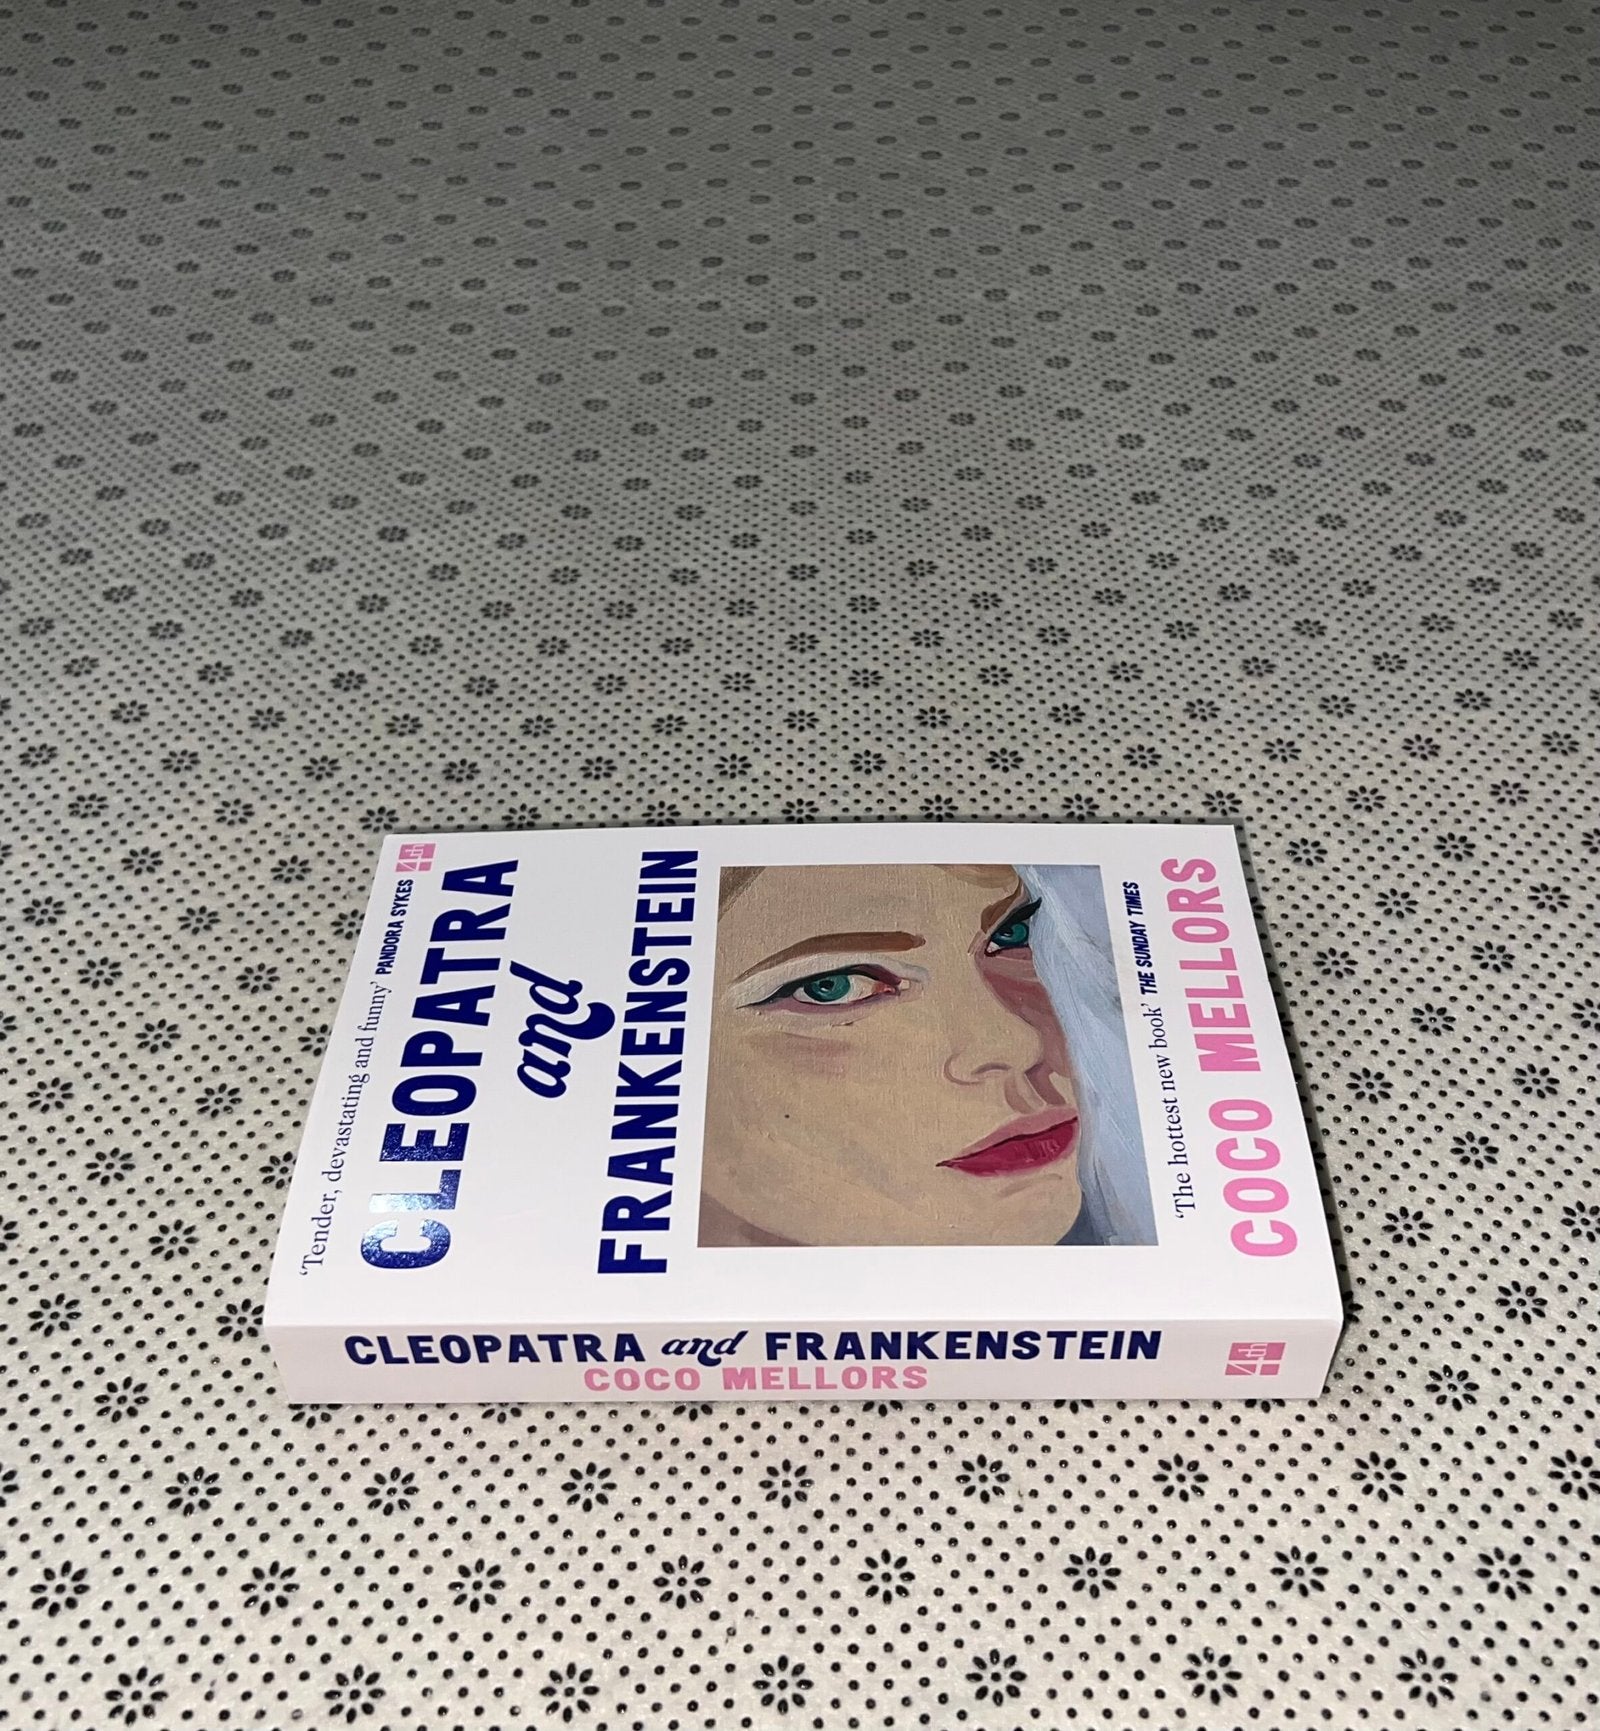 ‘Tender, devastating and funny’ PANDORA SYKES
4th
CLEOPATRA
and
FRANKENSTEIN
‘The hottest new book’ THE SUNDAY TIMES
COCO MELLORS
CLEOPATRA and FRANKENSTEIN
COCO MELLORS
4th